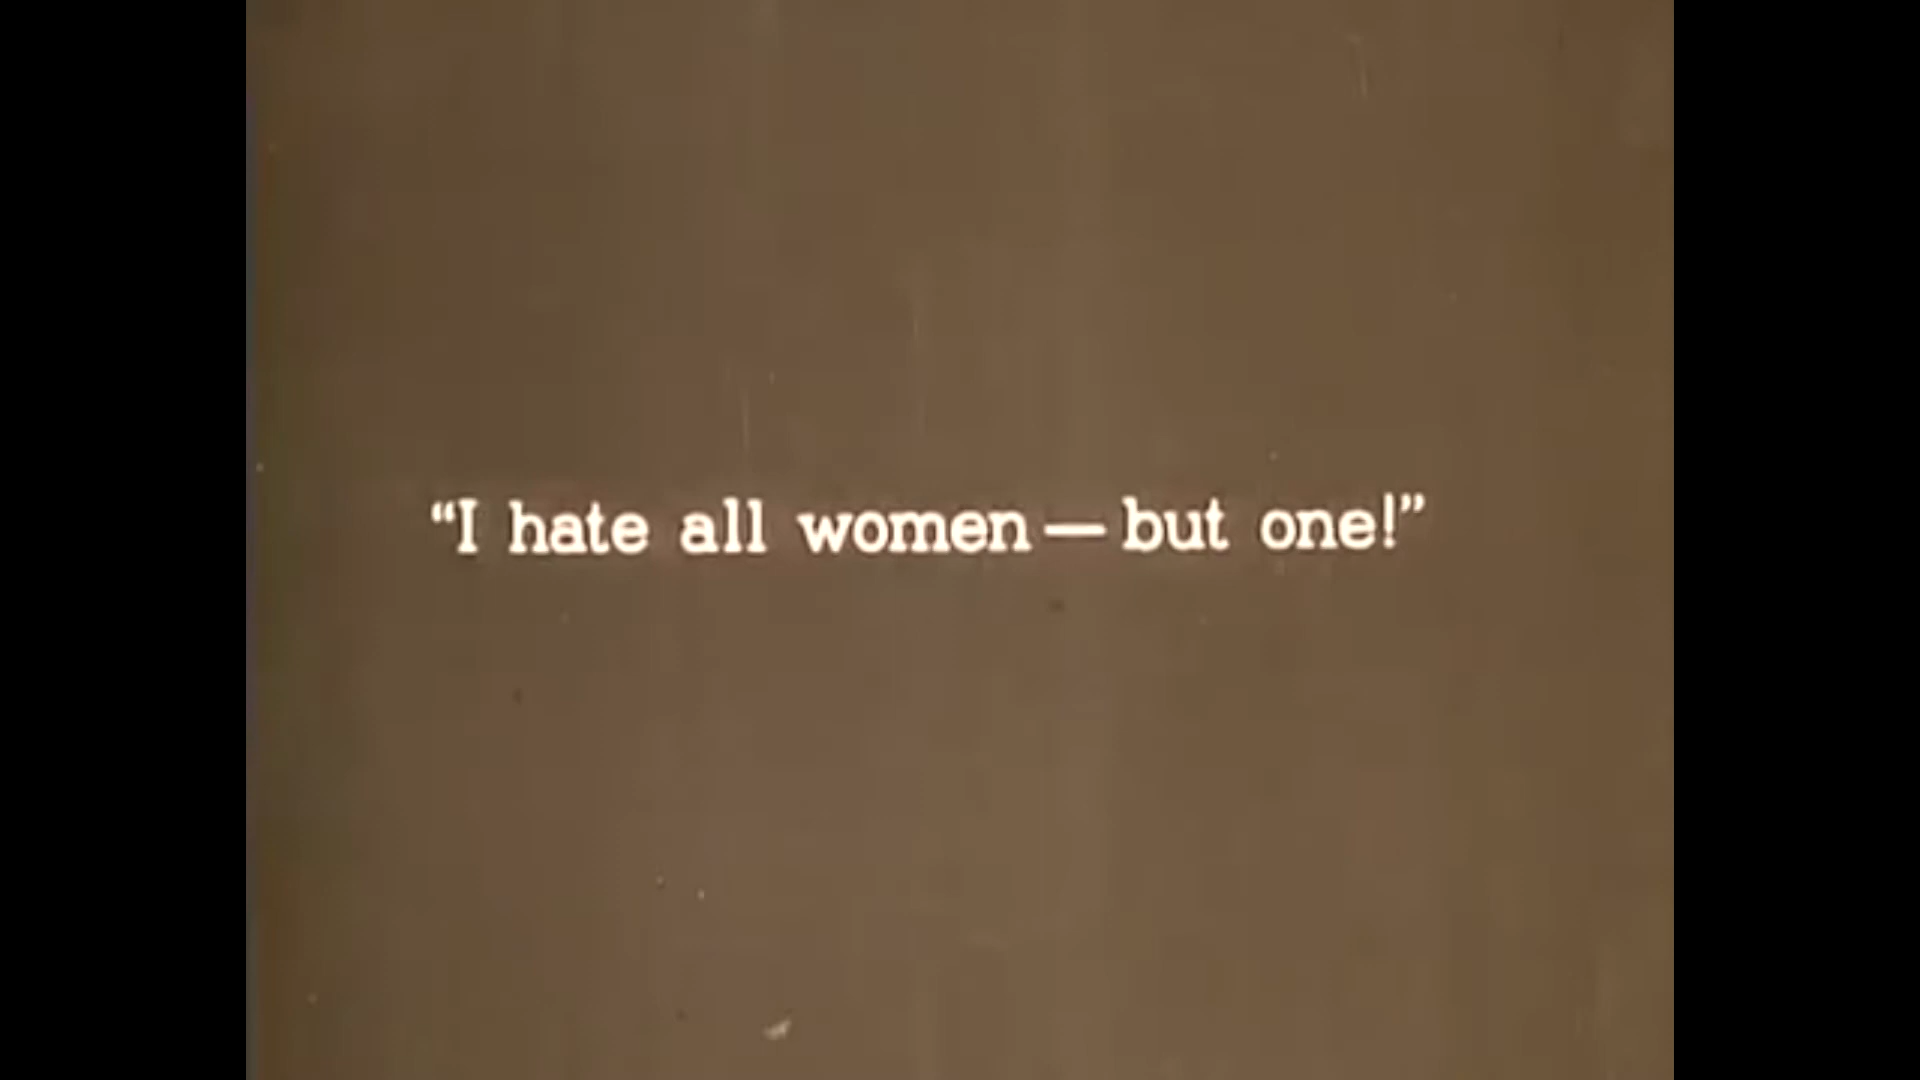 “I hate all women — but one!”